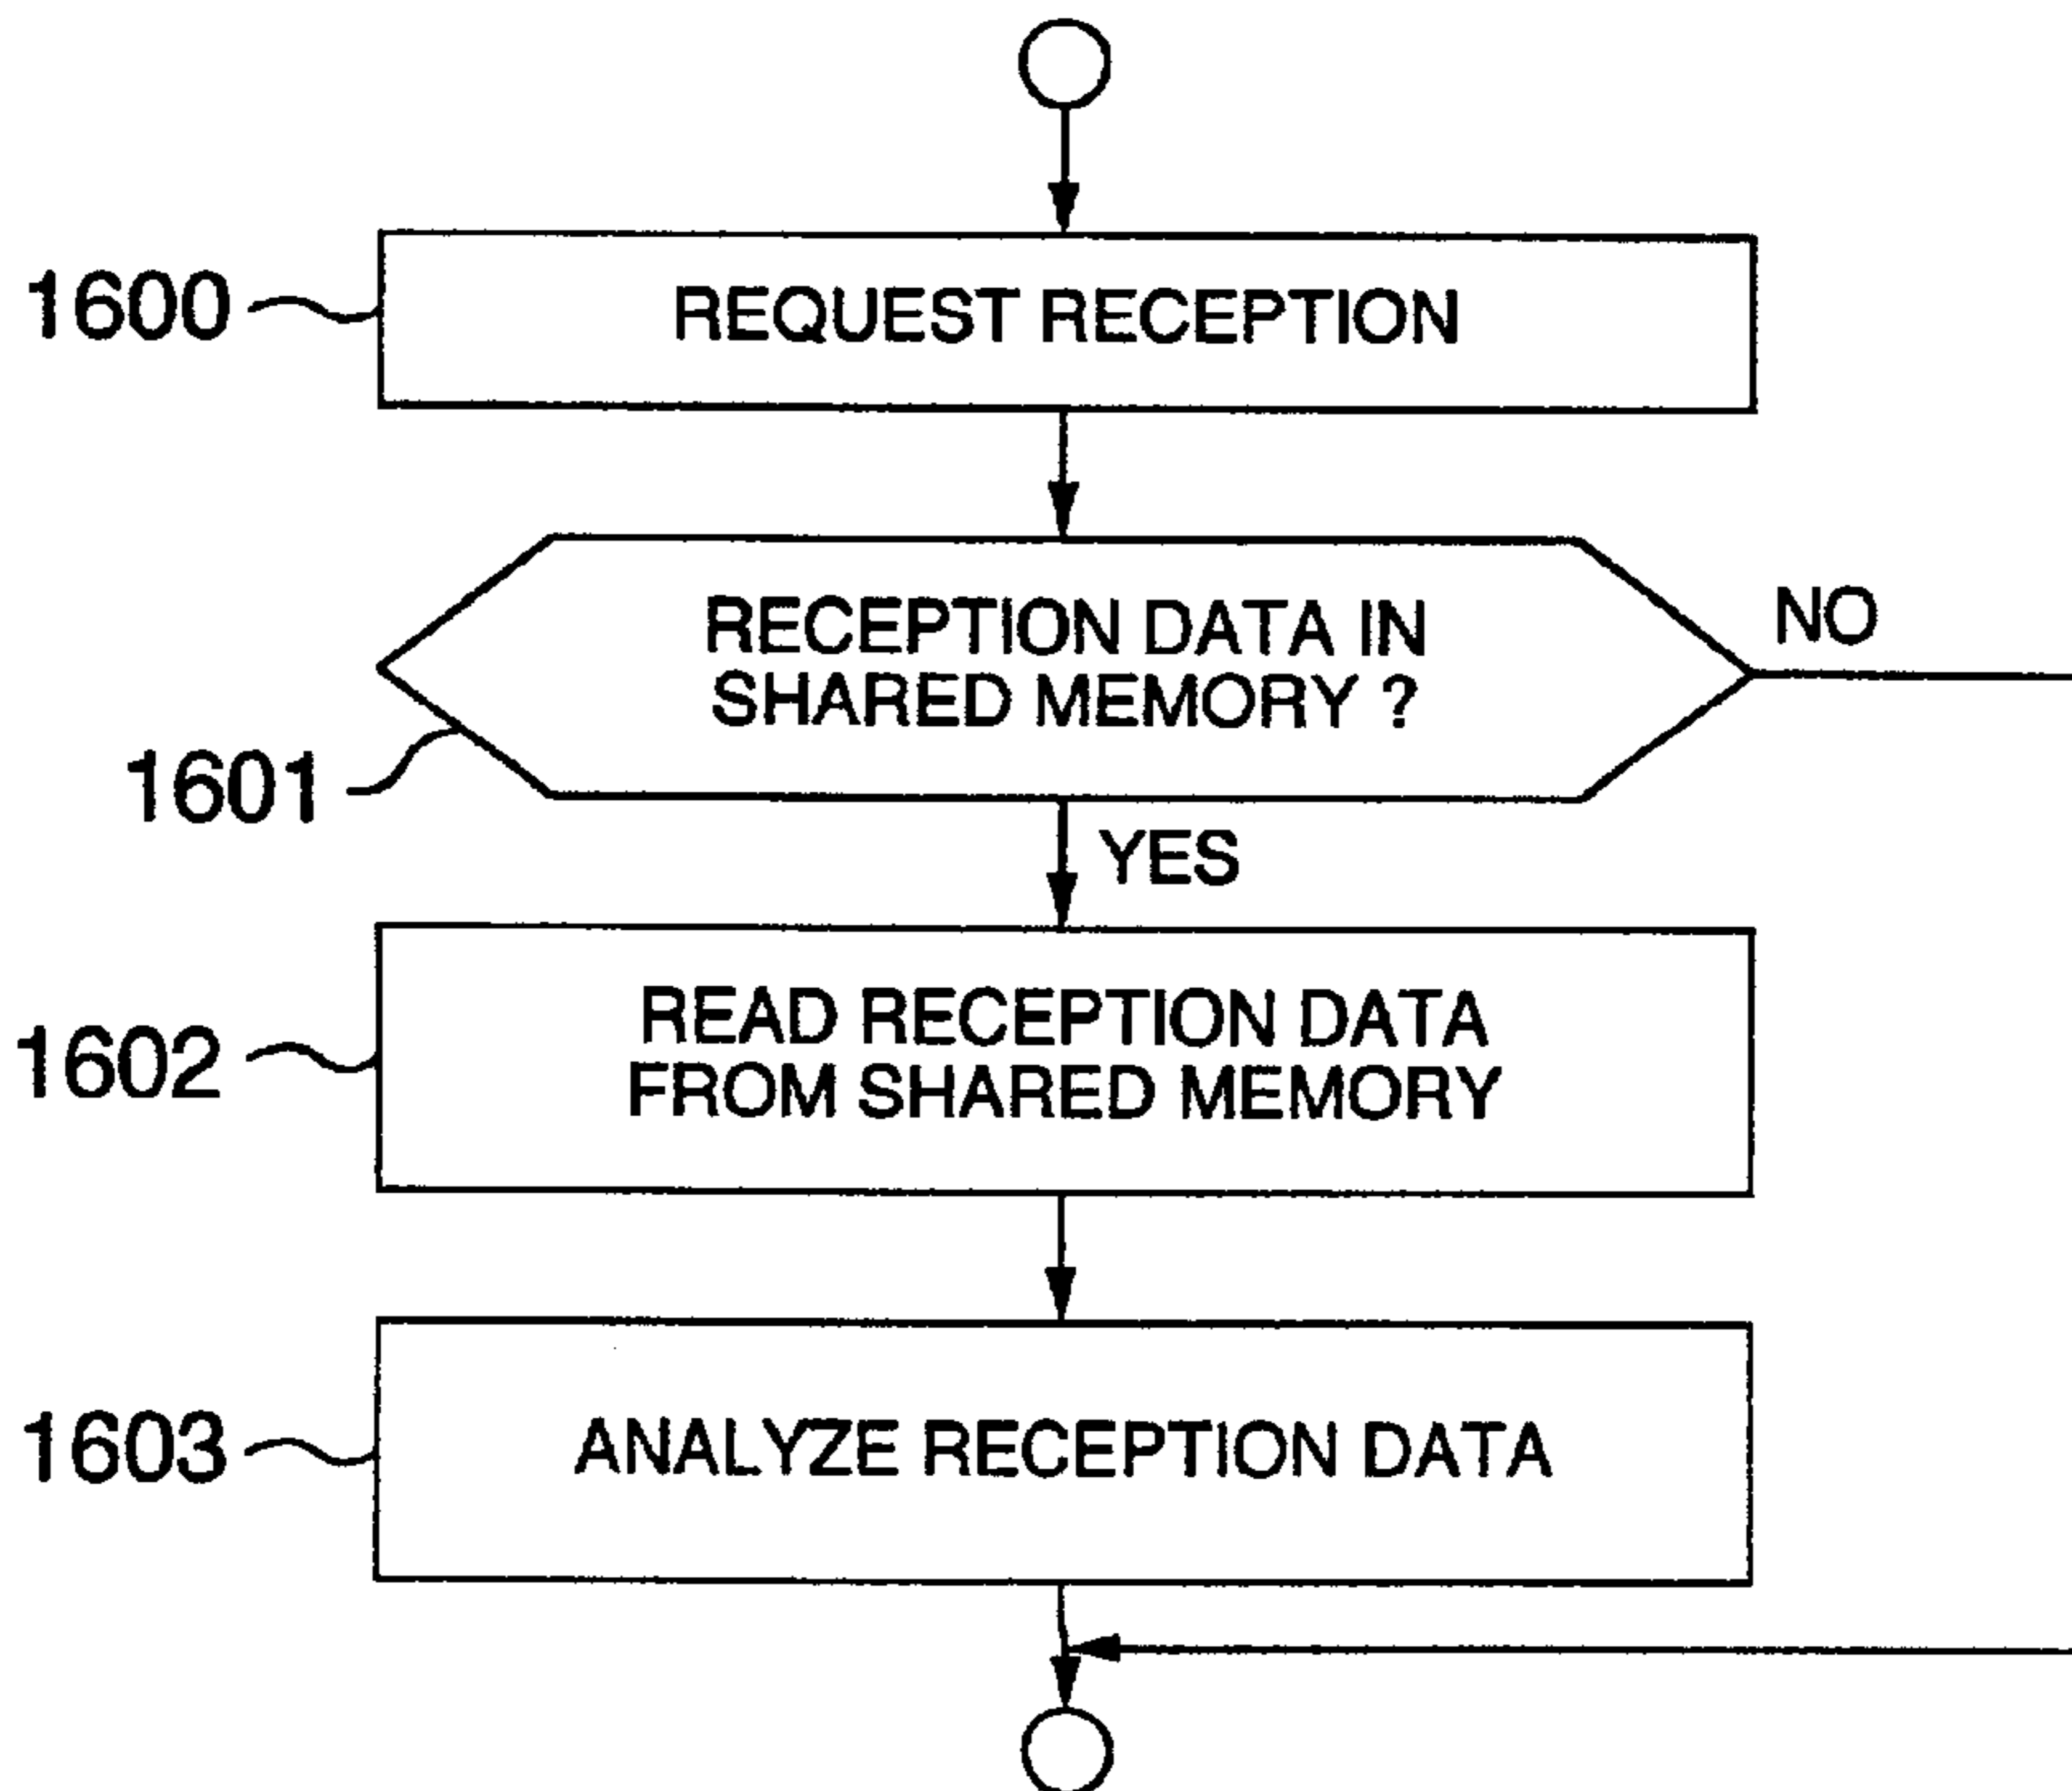 1600
REQUEST RECEPTION
RECEPTION DATA IN
SHARED MEMORY ?
NO
1601
YES
1602
READ RECEPTION DATA
FROM SHARED MEMORY
1603
ANALYZE RECEPTION DATA